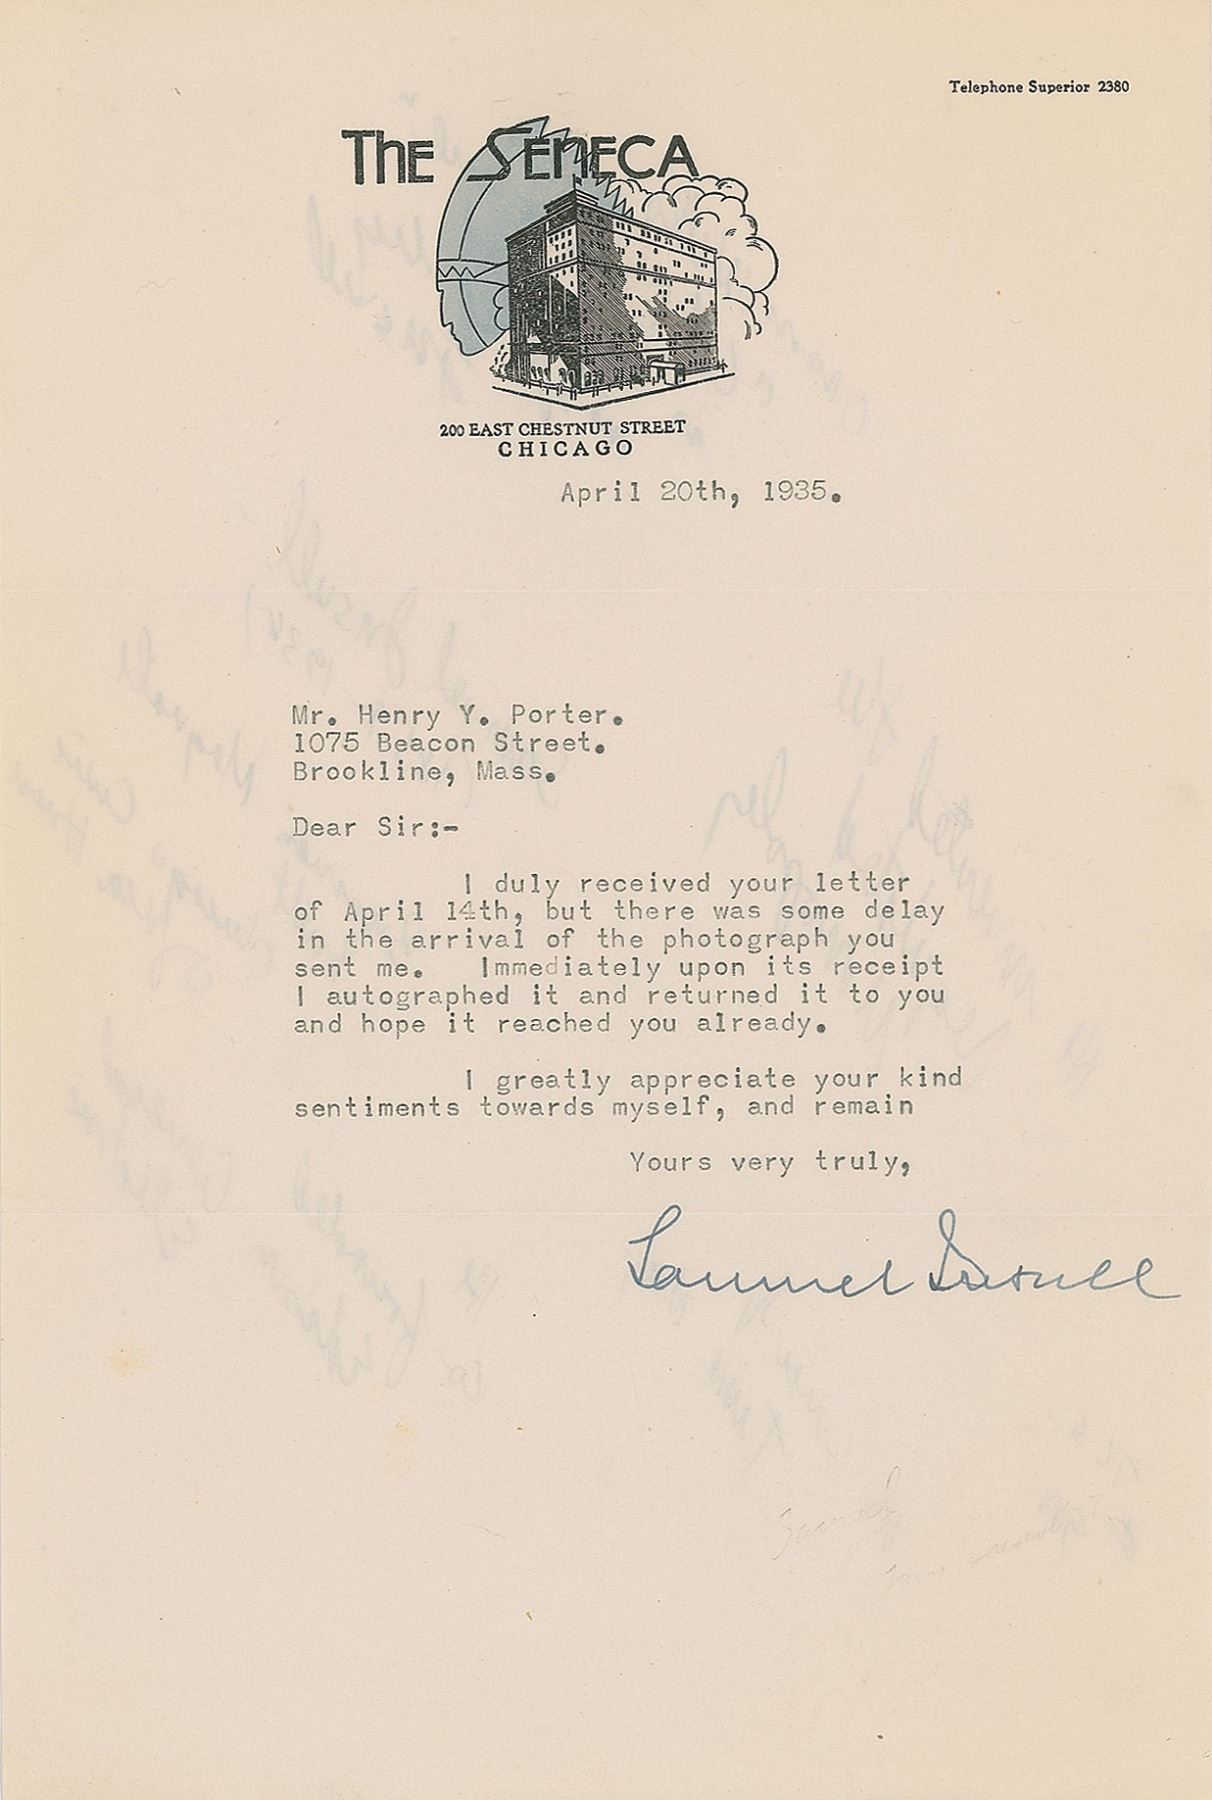 Telephone Superior 2380
The Seneca
200 EAST CHESTNUT STREET
CHICAGO
April 20th, 1935.
Mr. Henry Y. Porter.
1075 Beacon Street.
Brookline, Mass.
Dear Sir:-
I duly received your letter
of April 14th, but there was some delay
in the arrival of the photograph you
sent me. Immediately upon its receipt
I autographed it and returned it to you
and hope it reached you already.
I greatly appreciate your kind
sentiments towards myself, and remain
Yours very truly,
Samuel Insull
Samuel